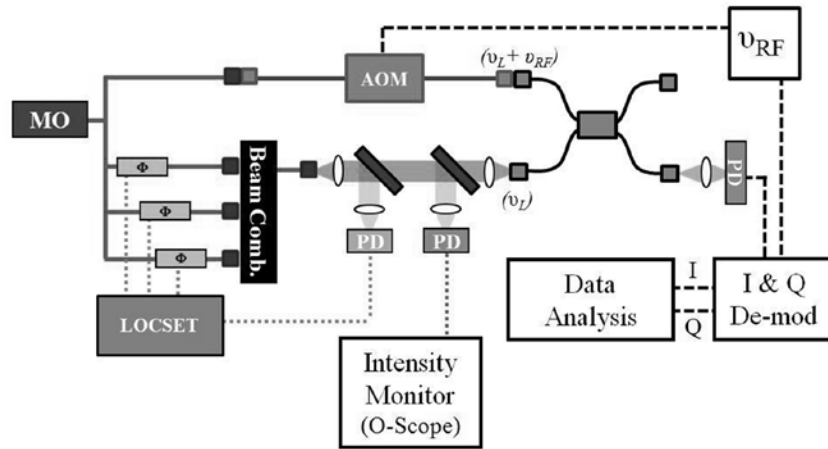 (υL + υRF)
υRF
AOM
MO
Φ
Φ
Φ
Beam Comb.
(υL)
PD
PD
PD
LOCSET
Intensity
Monitor
(O-Scope)
Data
Analysis
I
Q
I & Q
De-mod